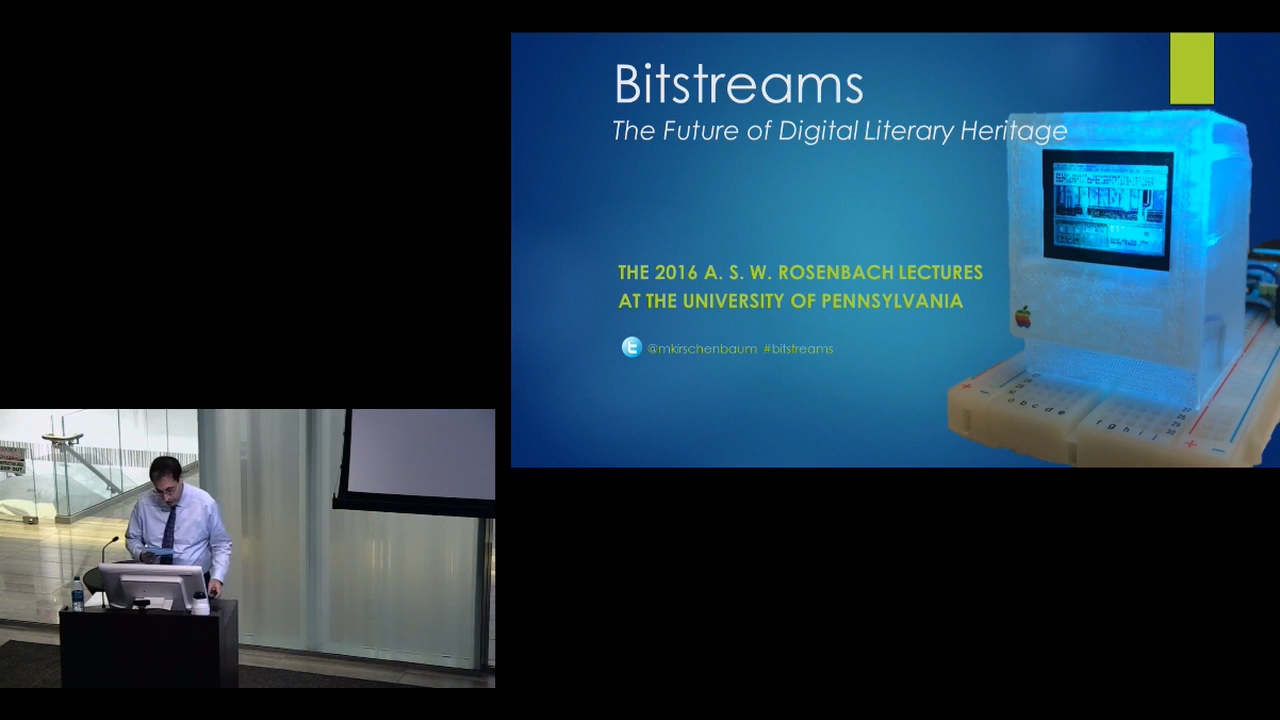 Bitstreams
The Future of Digital Literary Heritage
THE 2016 A. S. W. ROSENBACH LECTURES
AT THE UNIVERSITY OF PENNSYLVANIA
@mkirschenbaum #bitstreams
a b c d e
f g h i j